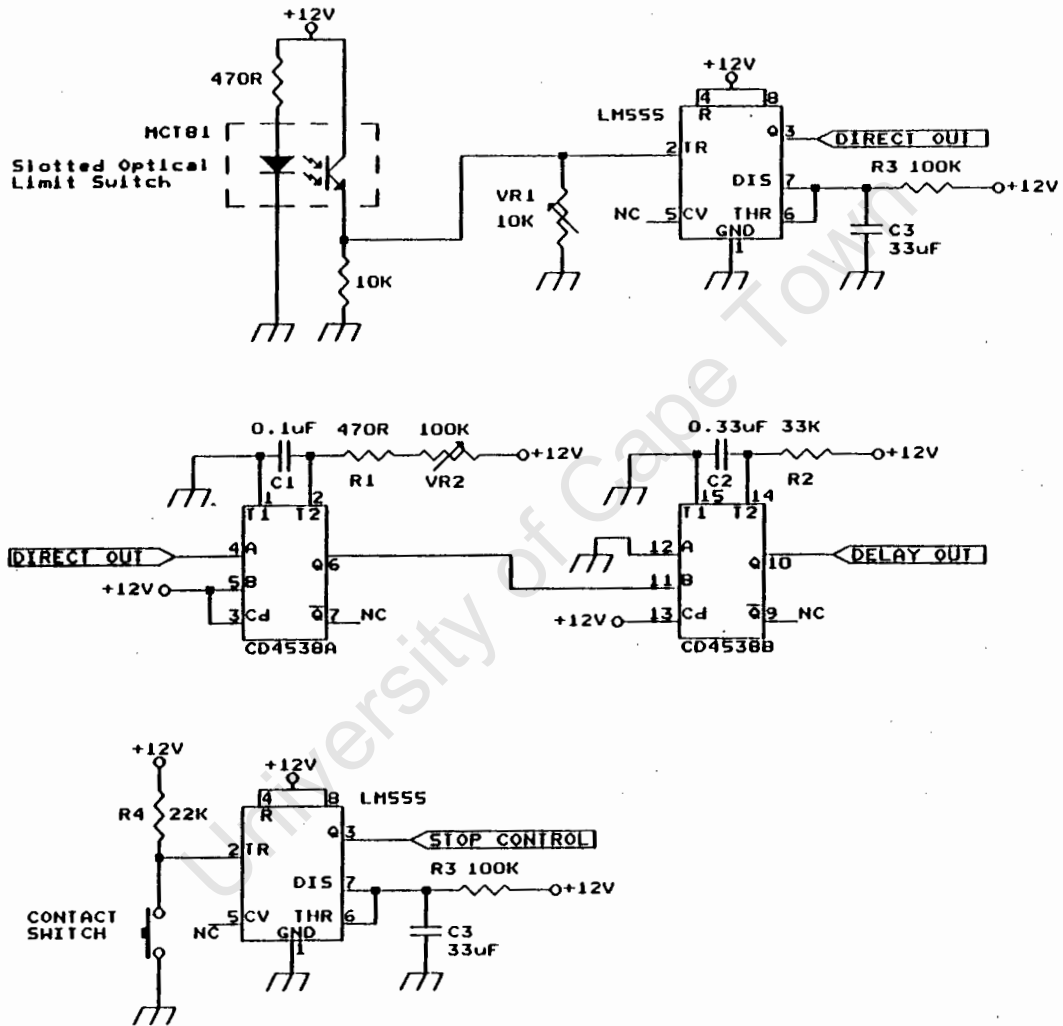 +12V
470R
MCT81
Slotted Optical
Limit Switch
10K
VR1
10K
+12V
LM555
4 8
R
2 TR
Q 3
DIRECT OUT
DIS 7
R3 100K
+12V
NC 5 CV
THR 6
GND
1
C3
33uF
0.1uF 470R 100K
+12V
C1 R1 VR2
1 2
T1 T2
DIRECT OUT
4 A
Q 6
+12V
5 B
3 Cd
Q 7 NC
CD4538A
0.33uF 33K
+12V
C2 R2
15 14
T1 T2
12 A
Q 10
DELAY OUT
11 B
+12V
13 Cd
Q 9 NC
CD4538B
+12V
R4 22K
+12V
LM555
4 8
R
2 TR
Q 3
STOP CONTROL
DIS 7
R3 100K
+12V
CONTACT
SWITCH
NC 5 CV
THR 6
GND
1
C3
33uF
University of Cape Town